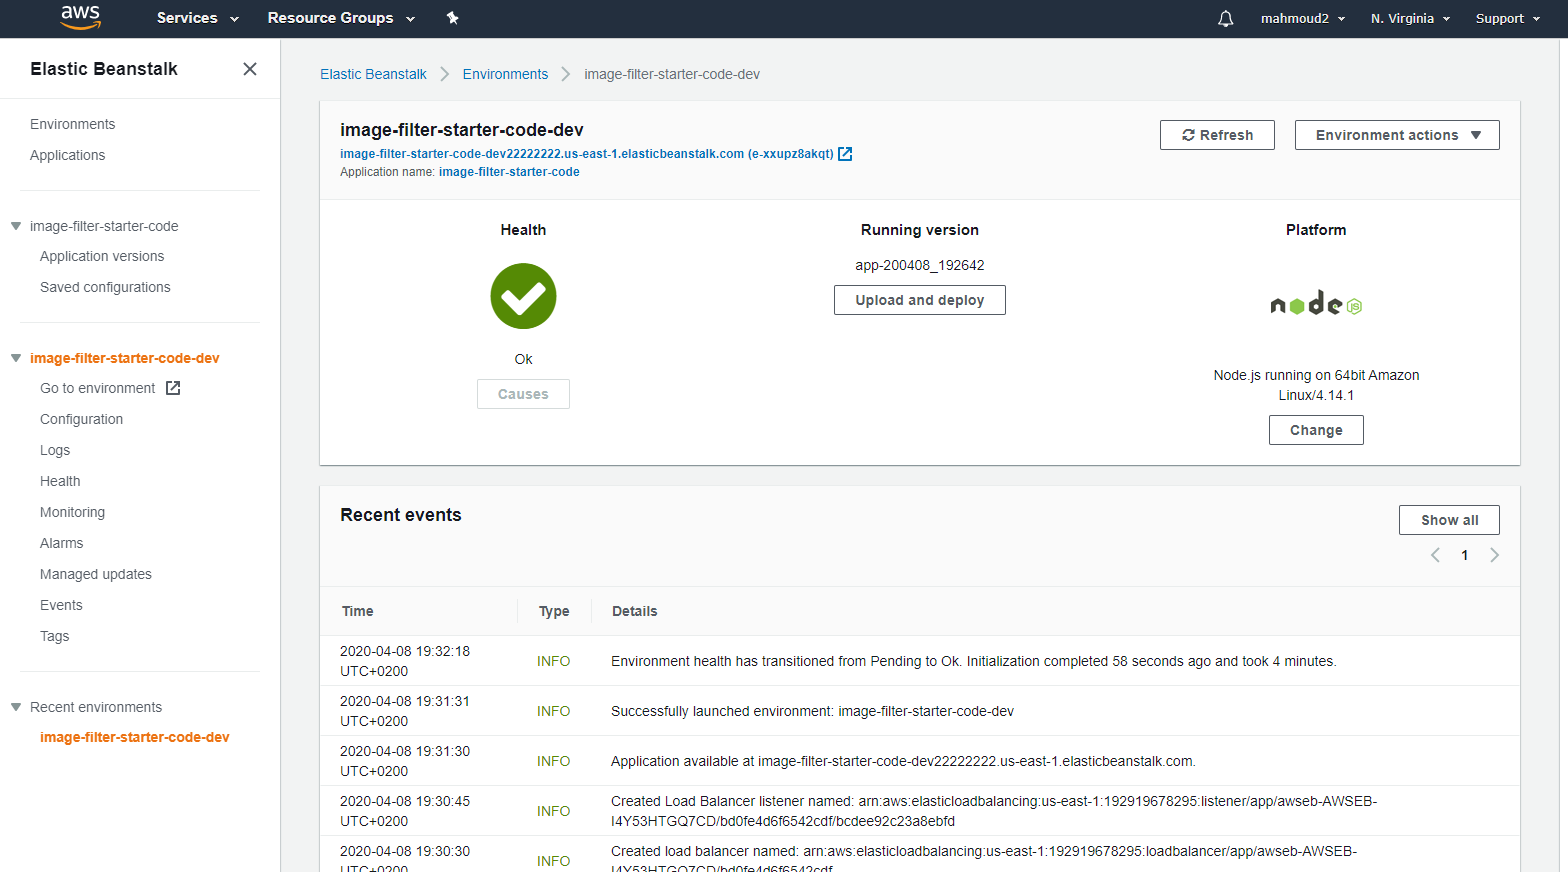 aws
Services
Resource Groups
mahmoud2
N. Virginia
Support
Elastic Beanstalk
Environments
Applications
image-filter-starter-code
Application versions
Saved configurations
image-filter-starter-code-dev
Go to environment
Configuration
Logs
Health
Monitoring
Alarms
Managed updates
Events
Tags
Recent environments
image-filter-starter-code-dev
Elastic Beanstalk
Environments
image-filter-starter-code-dev
image-filter-starter-code-dev
image-filter-starter-code-dev22222222.us-east-1.elasticbeanstalk.com (e-xxupz8akqt)
Application name: image-filter-starter-code
Refresh
Environment actions
Health
Ok
Causes
Running version
app-200408_192642
Upload and deploy
Platform
node JS
Node.js running on 64bit Amazon
Linux/4.14.1
Change
Recent events
Show all
1
Time Type Details
2020-04-08 19:32:18
UTC+0200
INFO
Environment health has transitioned from Pending to Ok. Initialization completed 58 seconds ago and took 4 minutes.
2020-04-08 19:31:31
UTC+0200
INFO
Successfully launched environment: image-filter-starter-code-dev
2020-04-08 19:31:30
UTC+0200
INFO
Application available at image-filter-starter-code-dev22222222.us-east-1.elasticbeanstalk.com.
2020-04-08 19:30:45
UTC+0200
INFO
Created Load Balancer listener named: arn:aws:elasticloadbalancing:us-east-1:192919678295:listener/app/awseb-AWSEB-
I4Y53HTGQ7CD/bd0fe4d6f6542cdf/bcdee92c23a8ebfd
2020-04-08 19:30:30
UTC+0200
INFO
Created load balancer named: arn:aws:elasticloadbalancing:us-east-1:192919678295:loadbalancer/app/awseb-AWSEB-
I4Y53HTGQ7CD/bd0fe4d6f6542cdf